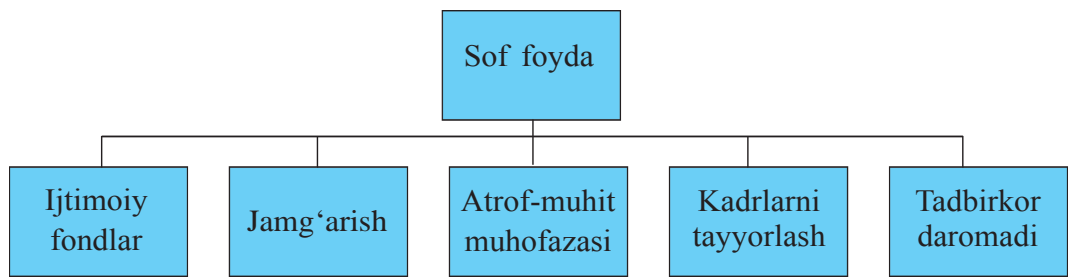 Sof foyda
Ijtimoiy
fondlar
Jamg‘arish
Atrof-muhit
muhofazasi
Kadrlarni
tayyorlash
Tadbirkor
daromadi